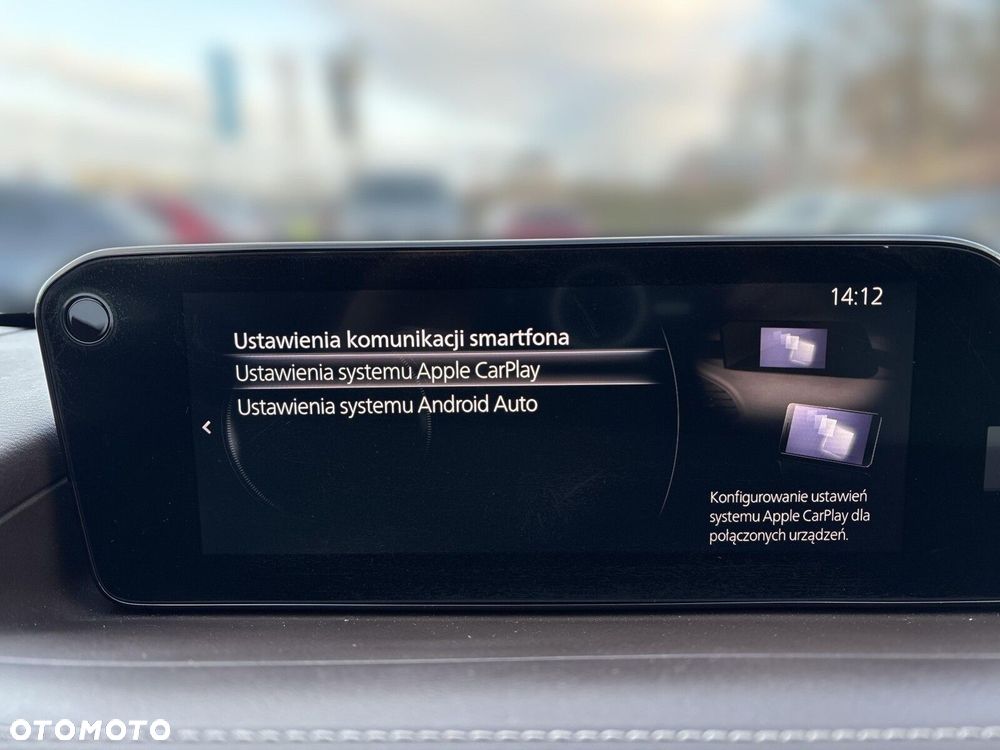 14:12
Ustawienia komunikacji smartfona
Ustawienia systemu Apple CarPlay
Ustawienia systemu Android Auto
Konfigurowanie ustawień
systemu Apple CarPlay dla
połączonych urządzeń.
OTOMOTO